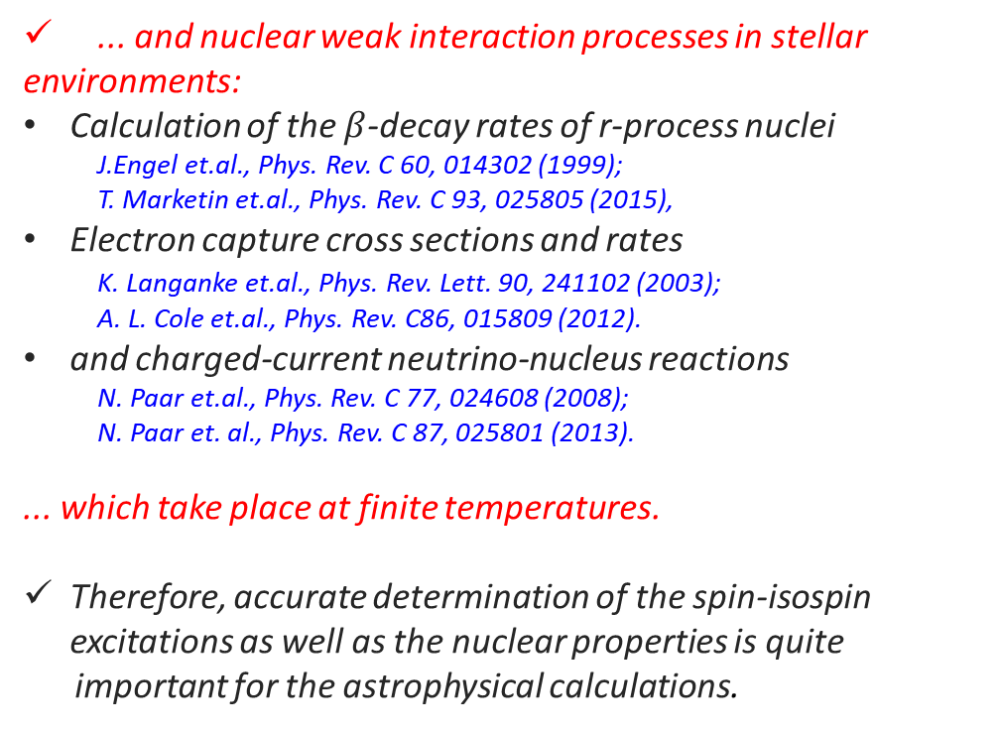 ✓ ... and nuclear weak interaction processes in stellar
environments:
• Calculation of the β-decay rates of r-process nuclei
J.Engel et.al., Phys. Rev. C 60, 014302 (1999);
T. Marketin et.al., Phys. Rev. C 93, 025805 (2015),
• Electron capture cross sections and rates
K. Langanke et.al., Phys. Rev. Lett. 90, 241102 (2003);
A. L. Cole et.al., Phys. Rev. C86, 015809 (2012).
• and charged-current neutrino-nucleus reactions
N. Paar et.al., Phys. Rev. C 77, 024608 (2008);
N. Paar et. al., Phys. Rev. C 87, 025801 (2013).
... which take place at finite temperatures.
✓ Therefore, accurate determination of the spin-isospin
excitations as well as the nuclear properties is quite
important for the astrophysical calculations.